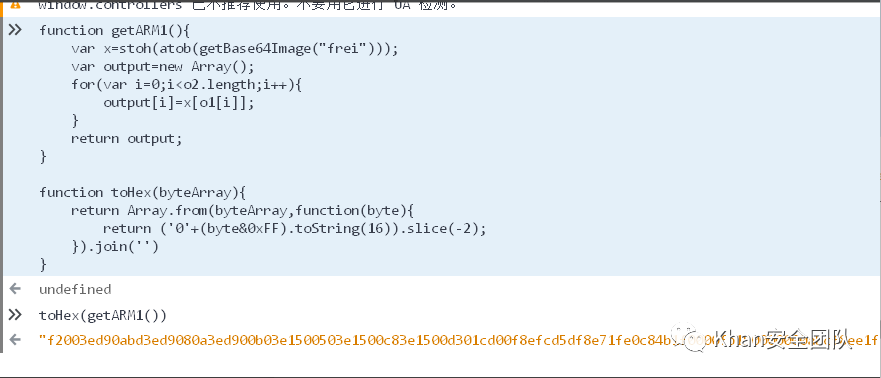 window.controllers 已不推荐使用。不要用它进行 UA 检测。
function getARM1(){
var x=stoh(atob(getBase64Image("frei")));
var output=new Array();
for(var i=0;i<o2.length;i++){
output[i]=x[o1[i]];
}
return output;
}
function toHex(byteArray){
return Array.from(byteArray,function(byte){
return ('0'+(byte&0xFF).toString(16)).slice(-2);
}).join('')
}
undefined
toHex(getARM1())
"f2003ed90abd3ed9080a3ed900b03e1500503e1500c83e1500d301cd00f8efcd5df8e71fe0c84b
Khan安全团队